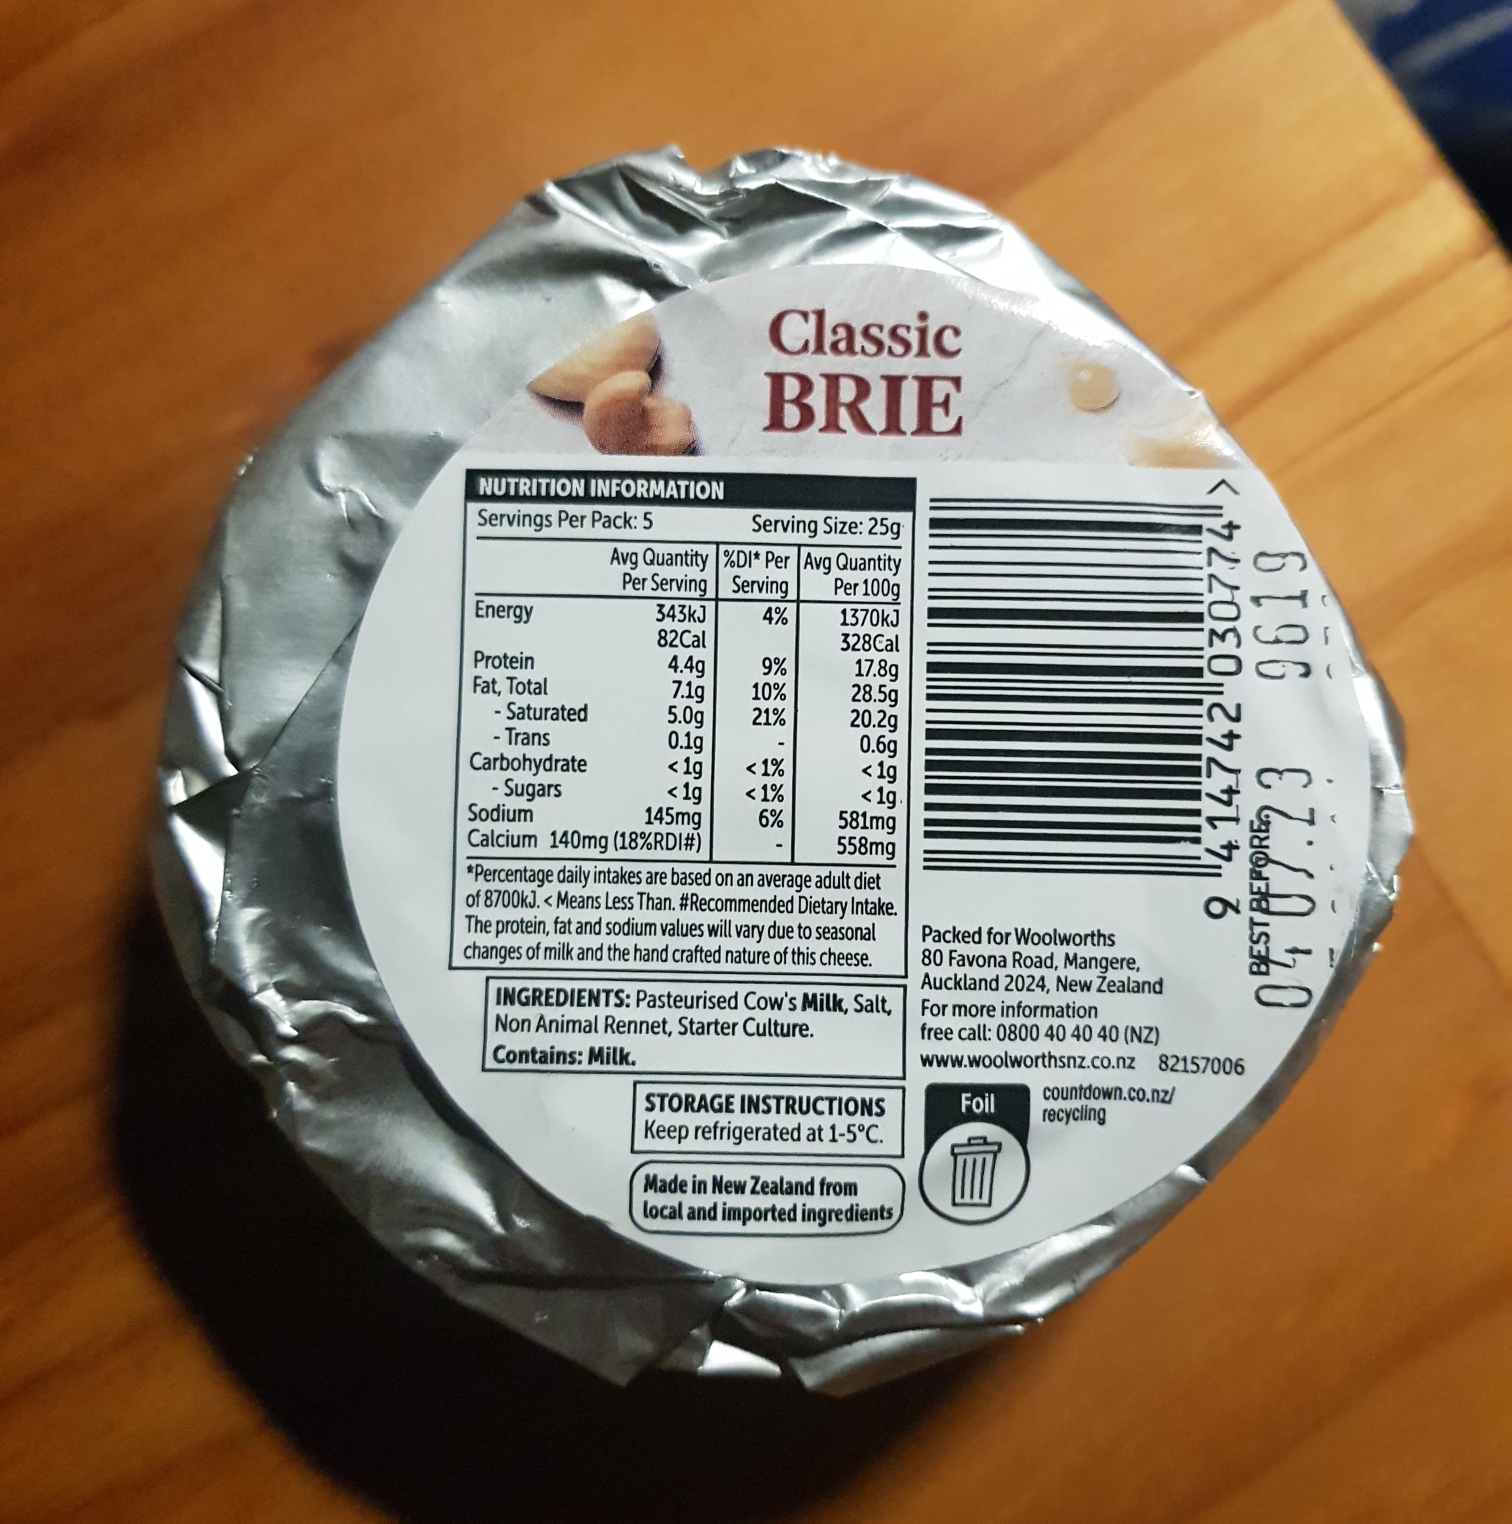 Classic
BRIE
NUTRITION INFORMATION
Servings Per Pack: 5 Serving Size: 25g
Avg Quantity %DI* Per Avg Quantity
Per Serving Serving Per 100g
Energy 343kJ 4% 1370kJ
82Cal 328Cal
Protein 4.4g 9% 17.8g
Fat, Total 7.1g 10% 28.5g
- Saturated 5.0g 21% 20.2g
- Trans 0.1g - 0.6g
Carbohydrate <1g <1% <1g
- Sugars <1g <1% <1g
Sodium 145mg 6% 581mg
Calcium 140mg (18%RDI#) - 558mg
*Percentage daily intakes are based on an average adult diet
of 8700kJ. < Means Less Than. #Recommended Dietary Intake.
The protein, fat and sodium values will vary due to seasonal
changes of milk and the hand crafted nature of this cheese.
INGREDIENTS: Pasteurised Cow's Milk, Salt,
Non Animal Rennet, Starter Culture.
Contains: Milk.
STORAGE INSTRUCTIONS
Keep refrigerated at 1-5°C.
Made in New Zealand from
local and imported ingredients
9 414742 030774 >
BEST BEFORE:
04.07.23 9619
Packed for Woolworths
80 Favona Road, Mangere,
Auckland 2024, New Zealand
For more information
free call: 0800 40 40 40 (NZ)
www.woolworthsnz.co.nz 82157006
Foil
countdown.co.nz/
recycling